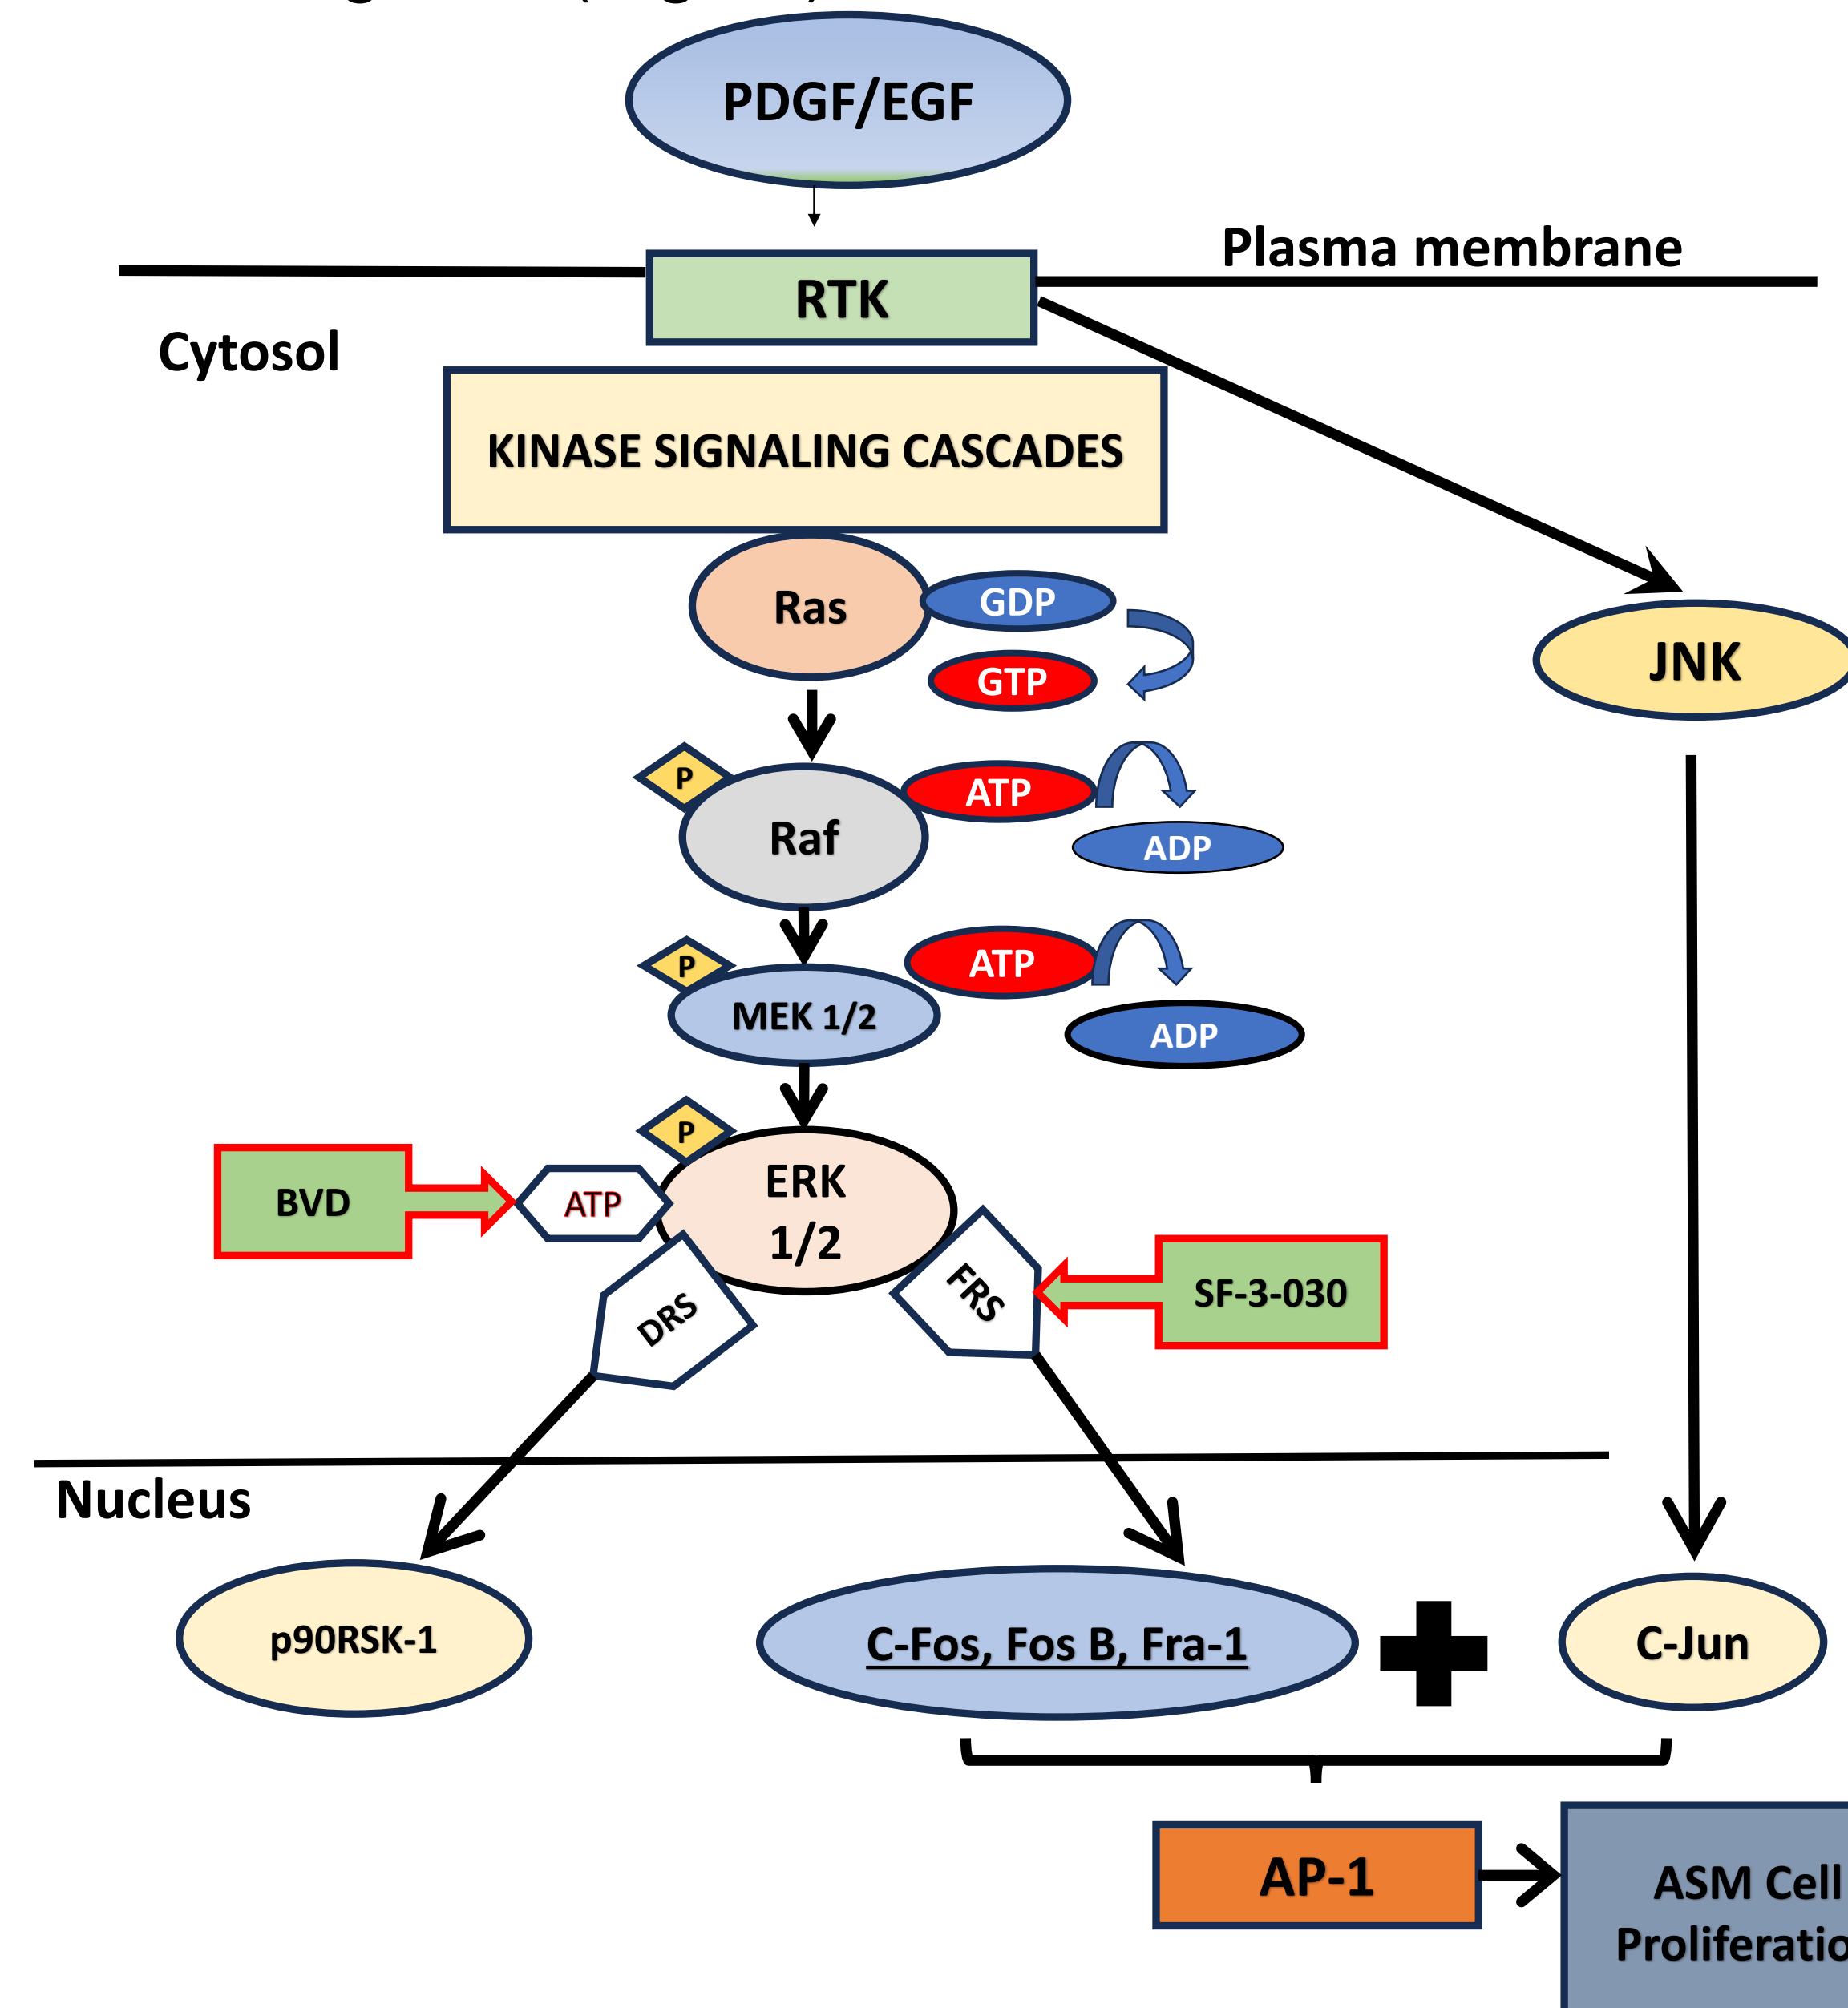 PDGF/EGF
Plasma membrane
RTK
Cytosol
KINASE SIGNALING CASCADES
Ras
GDP
GTP
JNK
P
ATP
Raf
ADP
P
ATP
MEK 1/2
ADP
P
ERK
1/2
BVD
ATP
DRS
FRS
SF-3-030
Nucleus
p90RSK-1
C-Fos, Fos B, Fra-1
C-Jun
AP-1
ASM Cell
Proliferatio